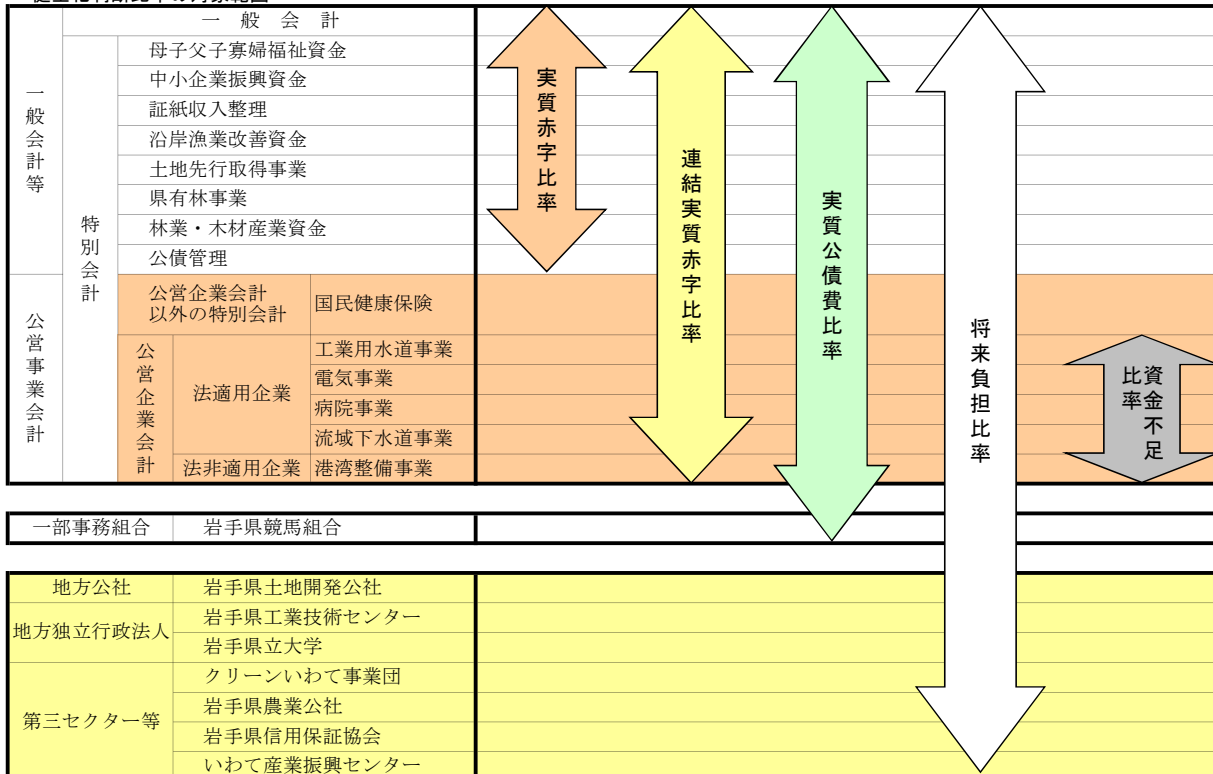 一般会計
母子父子寡婦福祉資金
中小企業振興資金
証紙収入整理
沿岸漁業改善資金
土地先行取得事業
県有林事業
林業・木材産業資金
公債管理
一般会計等
特別会計
公営事業会計
公営企業会計
以外の特別会計
国民健康保険
公営企業会計
法適用企業
工業用水道事業
電気事業
病院事業
流域下水道事業
法非適用企業
港湾整備事業
実質赤字比率
連結実質赤字比率
実質公債費比率
将来負担比率
資金不足
比率
一部事務組合
岩手県競馬組合
地方公社
岩手県土地開発公社
地方独立行政法人
岩手県工業技術センター
岩手県立大学
第三セクター等
クリーンいわて事業団
岩手県農業公社
岩手県信用保証協会
いわて産業振興センター